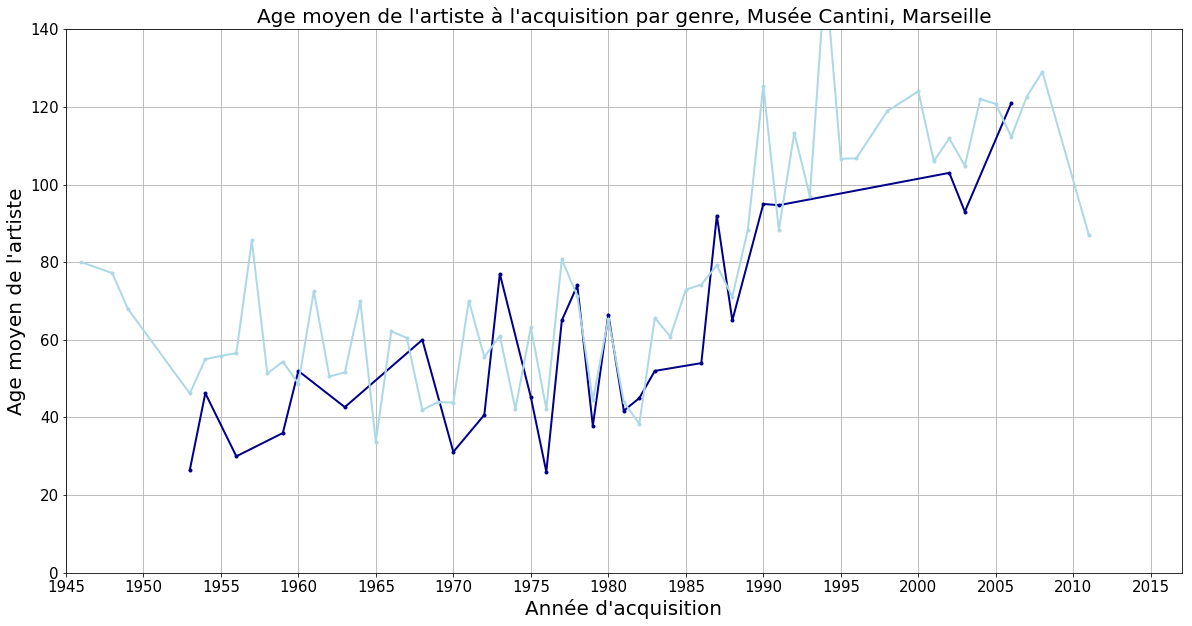 Age moyen de l'artiste à l'acquisition par genre, Musée Cantini, Marseille
140
120
100
80
60
40
20
0
Age moyen de l'artiste
1945 1950 1955 1960 1965 1970 1975 1980 1985 1990 1995 2000 2005 2010 2015
Année d'acquisition